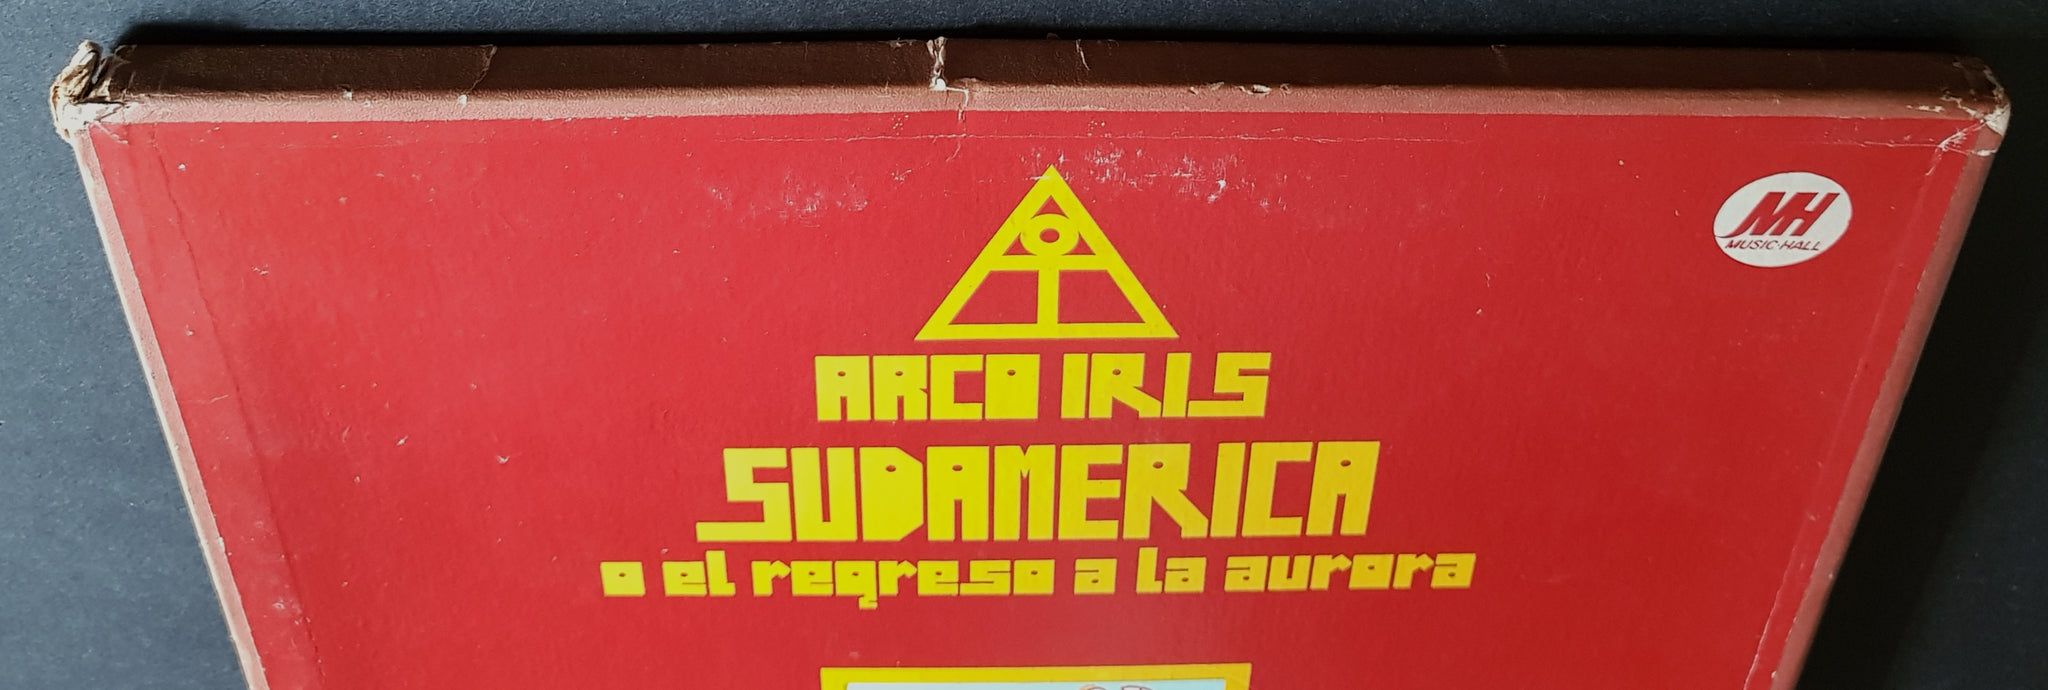 MH
MUSIC-HALL
ARCO IRIS
SUDAMERICA
o el regreso a la aurora